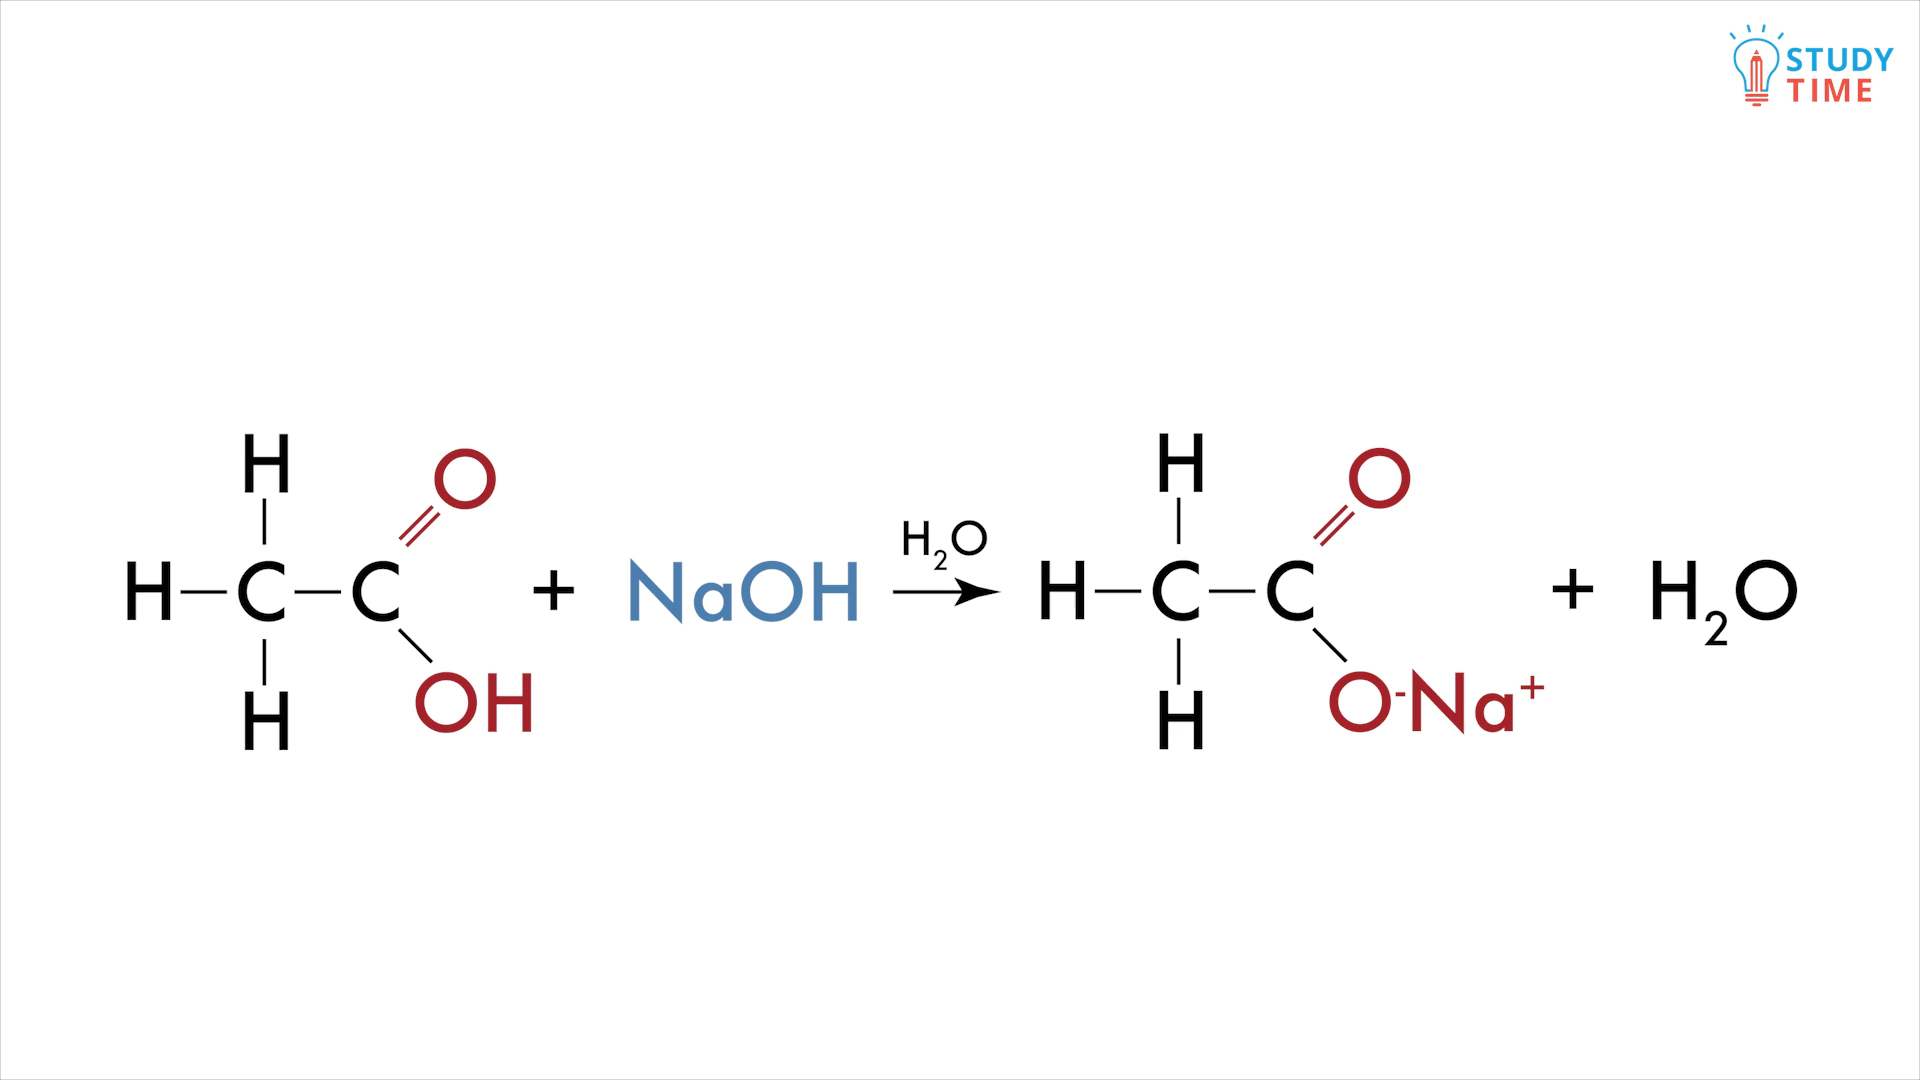 STUDY
TIME
H O
H—C—C + NaOH H₂O → H—C—C + H₂O
H OH
H O
H O⁻Na⁺